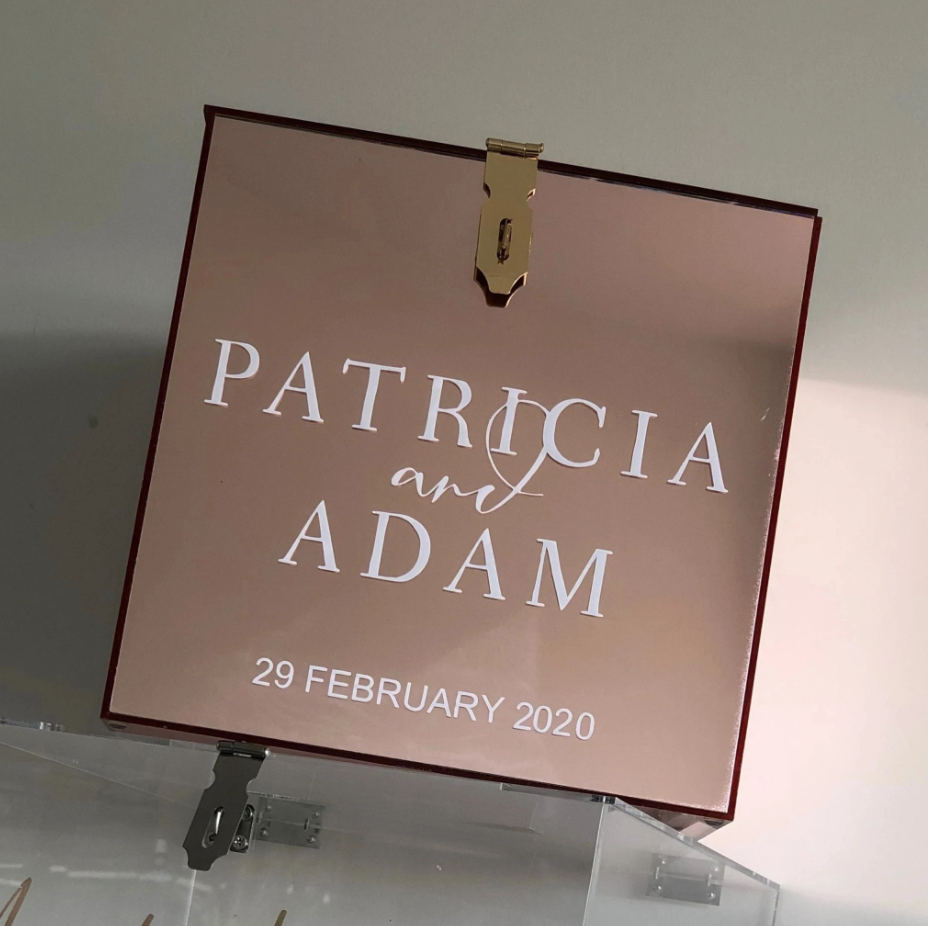 PATRICIA
and
ADAM
29 FEBRUARY 2020